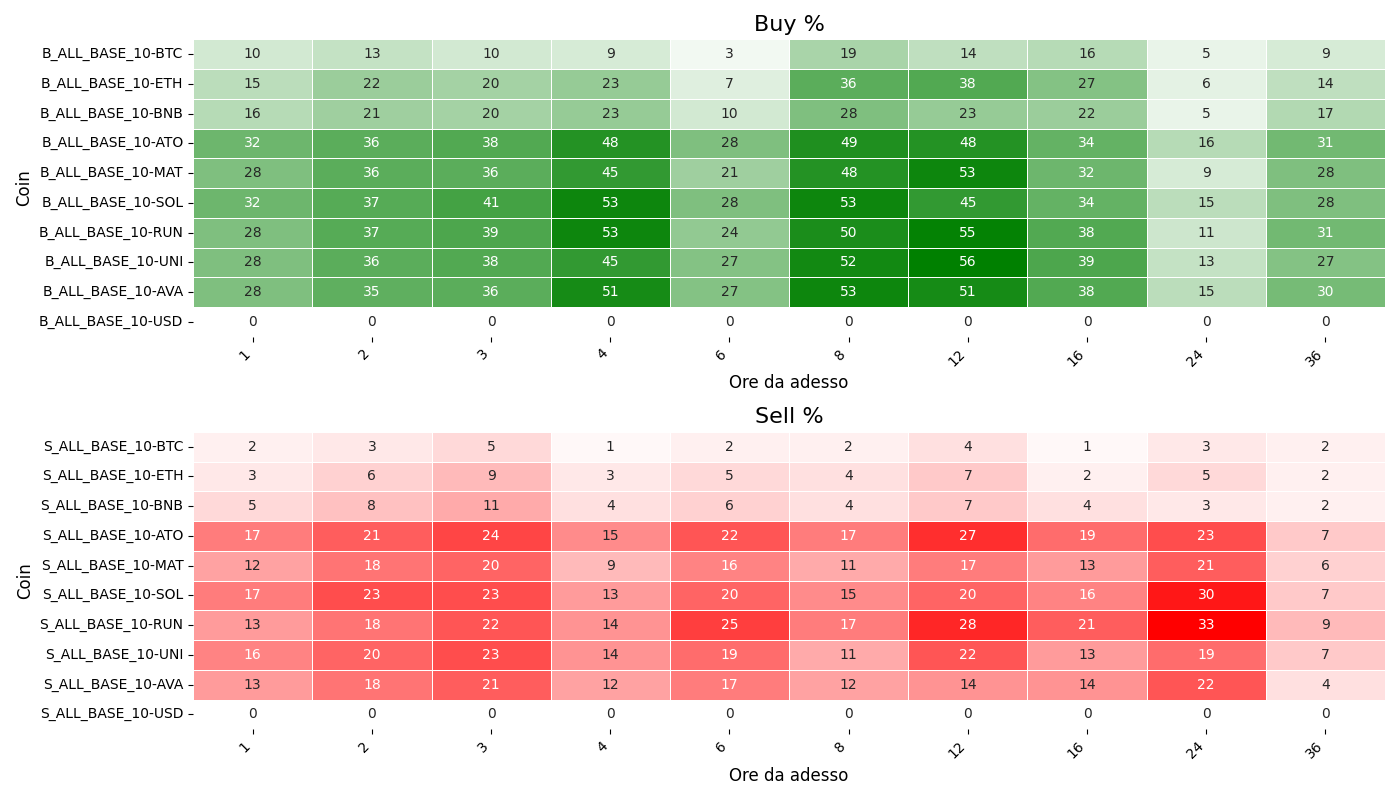 Buy %
Coin
B_ALL_BASE_10-BTC 10 13 10 9 3 19 14 16 5 9
B_ALL_BASE_10-ETH 15 22 20 23 7 36 38 27 6 14
B_ALL_BASE_10-BNB 16 21 20 23 10 28 23 22 5 17
B_ALL_BASE_10-ATO 32 36 38 48 28 49 48 34 16 31
B_ALL_BASE_10-MAT 28 36 36 45 21 48 53 32 9 28
B_ALL_BASE_10-SOL 32 37 41 53 28 53 45 34 15 28
B_ALL_BASE_10-RUN 28 37 39 53 24 50 55 38 11 31
B_ALL_BASE_10-UNI 28 36 38 45 27 52 56 39 13 27
B_ALL_BASE_10-AVA 28 35 36 51 27 53 51 38 15 30
B_ALL_BASE_10-USD 0 0 0 0 0 0 0 0 0 0
1 2 3 4 6 8 12 16 24 36
Ore da adesso
Sell %
Coin
S_ALL_BASE_10-BTC 2 3 5 1 2 2 4 1 3 2
S_ALL_BASE_10-ETH 3 6 9 3 5 4 7 2 5 2
S_ALL_BASE_10-BNB 5 8 11 4 6 4 7 4 3 2
S_ALL_BASE_10-ATO 17 21 24 15 22 17 27 19 23 7
S_ALL_BASE_10-MAT 12 18 20 9 16 11 17 13 21 6
S_ALL_BASE_10-SOL 17 23 23 13 20 15 20 16 30 7
S_ALL_BASE_10-RUN 13 18 22 14 25 17 28 21 33 9
S_ALL_BASE_10-UNI 16 20 23 14 19 11 22 13 19 7
S_ALL_BASE_10-AVA 13 18 21 12 17 12 14 14 22 4
S_ALL_BASE_10-USD 0 0 0 0 0 0 0 0 0 0
1 2 3 4 6 8 12 16 24 36
Ore da adesso